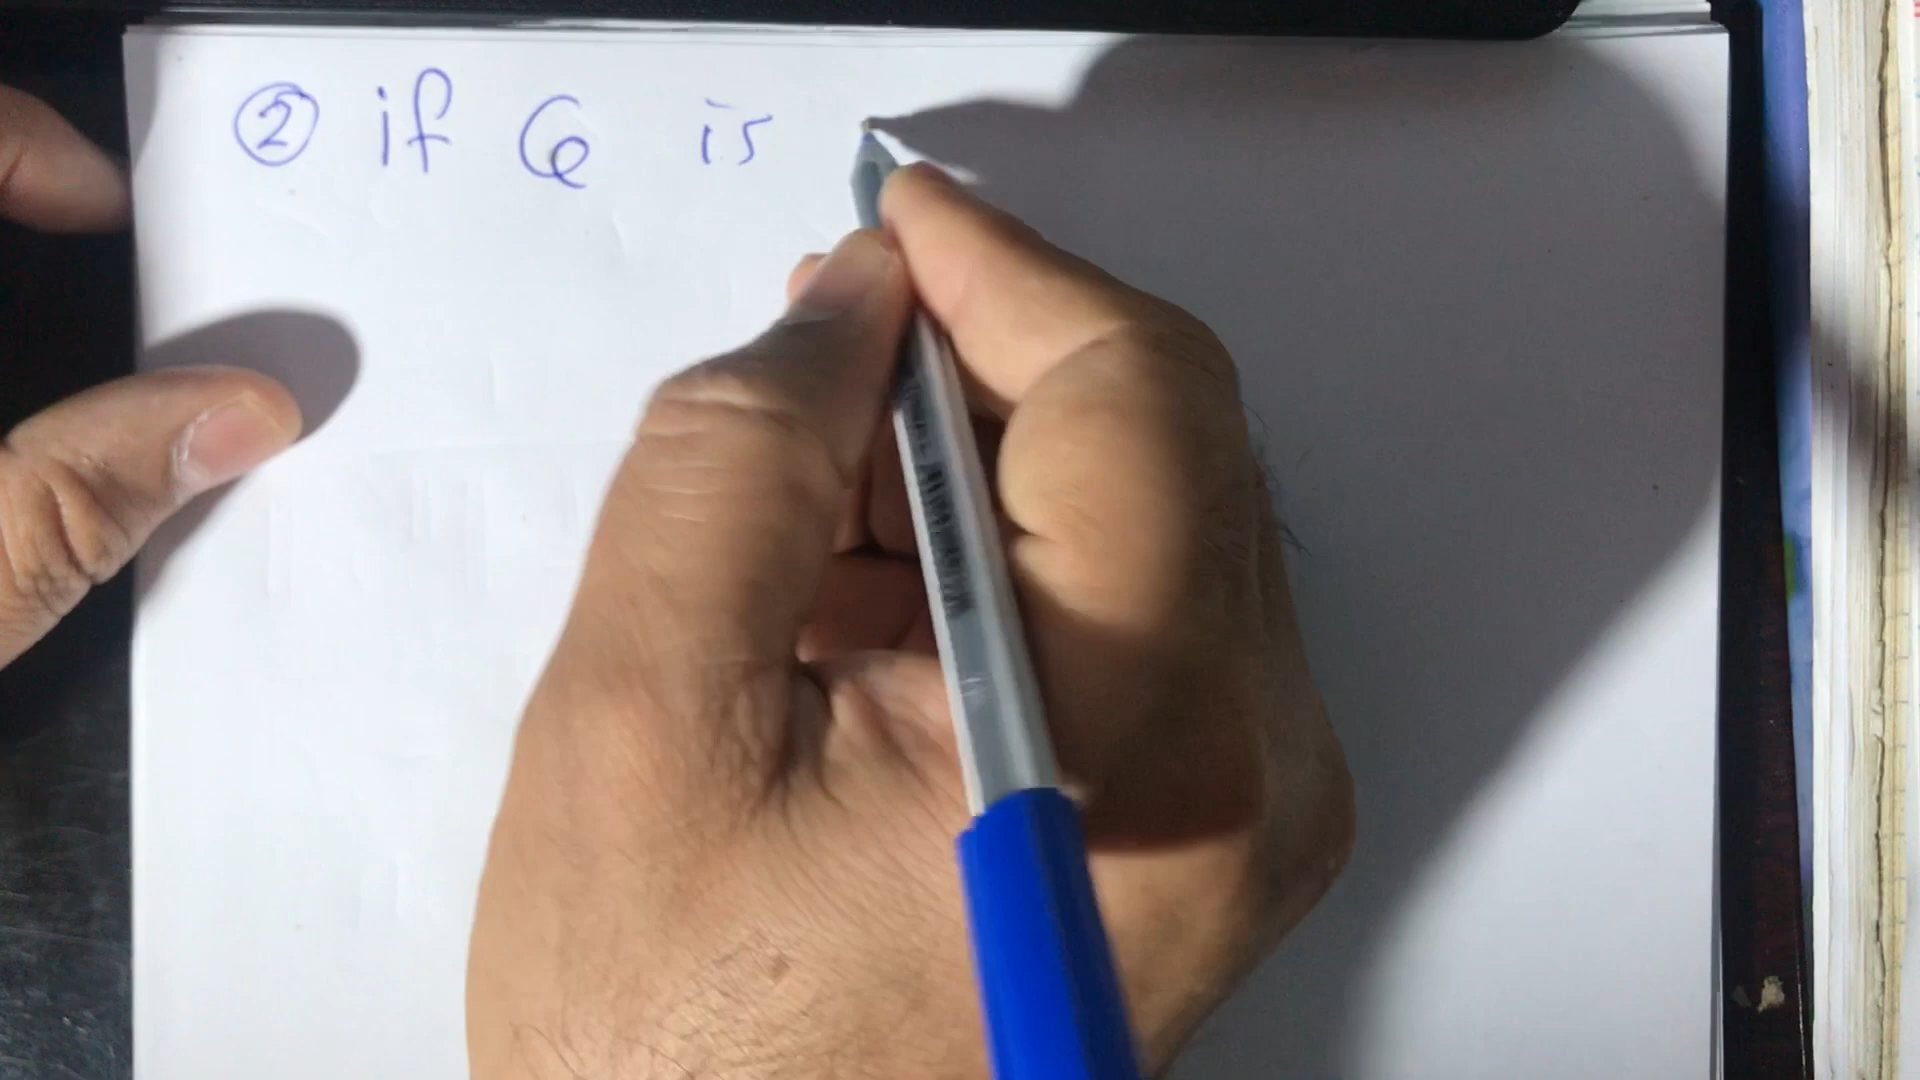 ② if G is